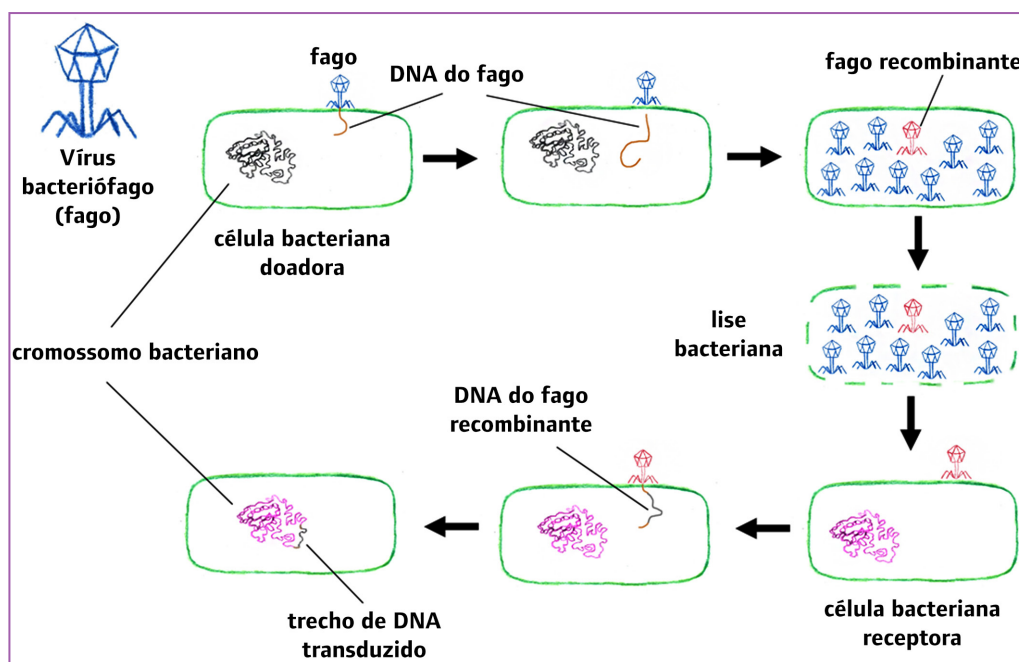 Vírus
bacteriófago
(fago)
fago
DNA do fago
fago recombinante
célula bacteriana
doadora
cromossomo bacteriano
lise
bacteriana
DNA do fago
recombinante
célula bacteriana
receptora
trecho de DNA
transduzido